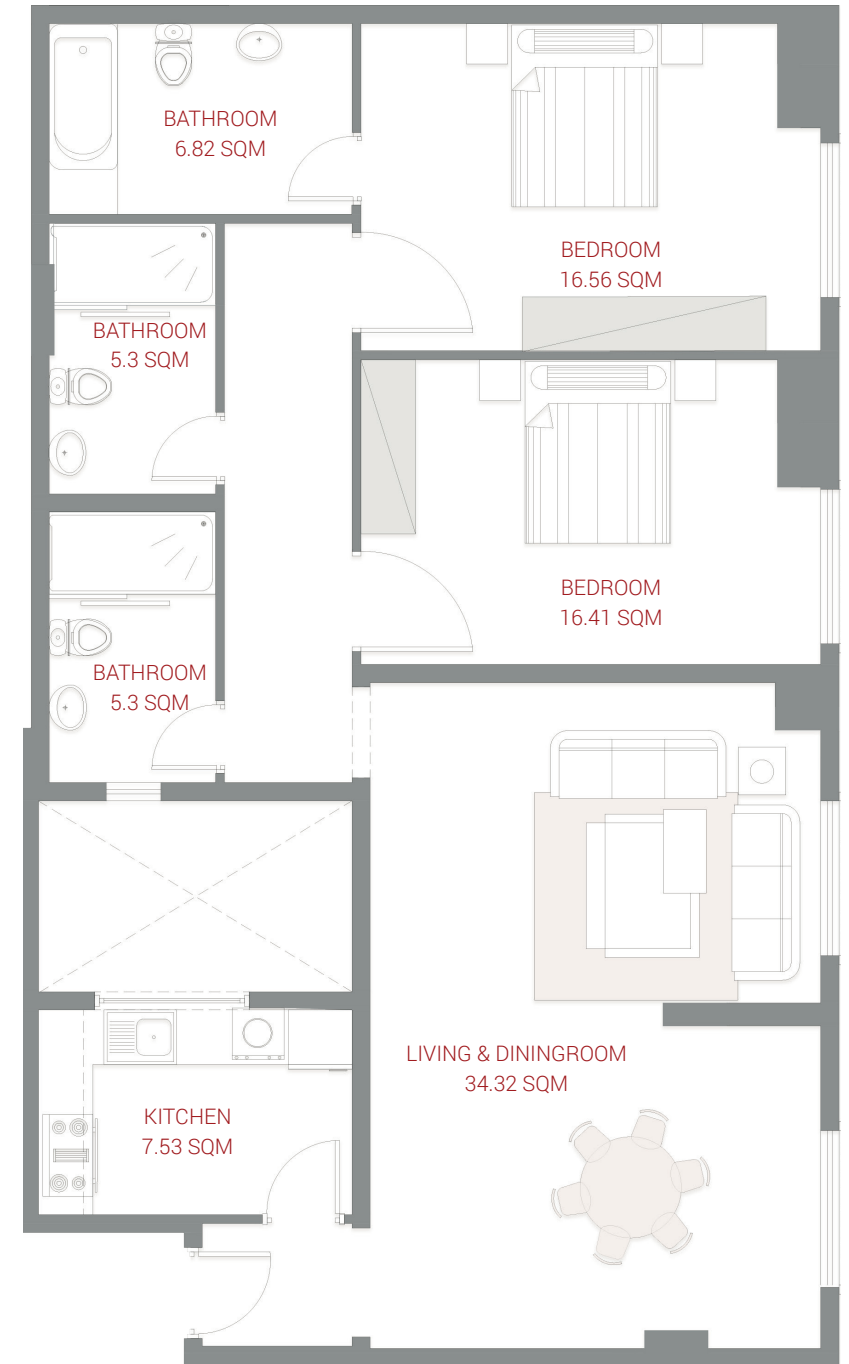 BATHROOM
6.82 SQM
BEDROOM
16.56 SQM
BATHROOM
5.3 SQM
BEDROOM
16.41 SQM
BATHROOM
5.3 SQM
LIVING & DININGROOM
34.32 SQM
KITCHEN
7.53 SQM